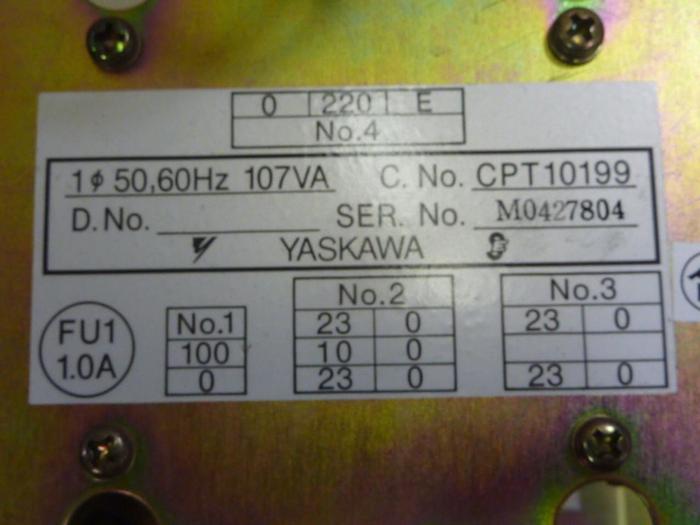 0 220 E
No.4
1φ 50,60Hz 107VA C. No. CPT10199
D. No. SER. No. M0427804
YASKAWA
FU1
1.0A
No.1
100
0
No.2
23 0
10 0
23 0
No.3
23 0
23 0